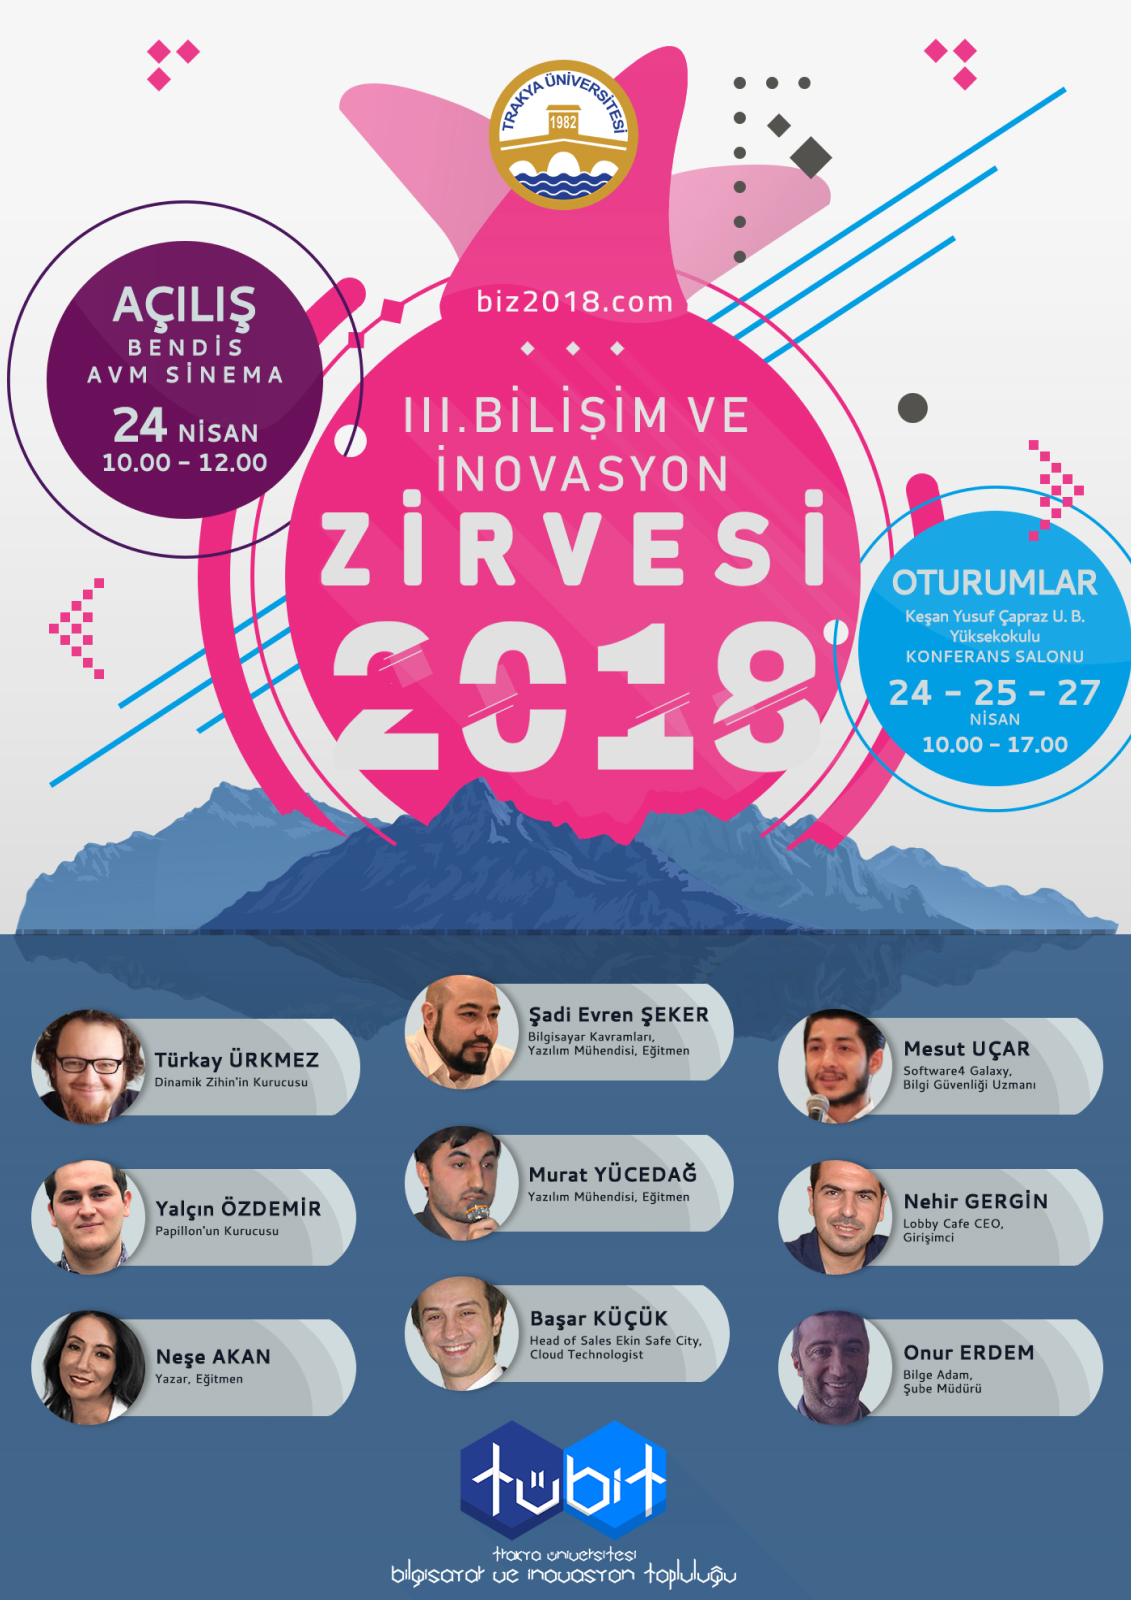 TRAKYA ÜNİVERSİTESİ
1982
biz2018.com
AÇILIŞ
BENDİS
AVM SİNEMA
24 NİSAN
10.00 - 12.00
III.BİLİŞİM VE
İNOVASYON
ZİRVESİ
2018
OTURUMLAR
Keşan Yusuf Çapraz U. B.
Yüksekokulu
KONFERANS SALONU
24 - 25 - 27
NİSAN
10.00 - 17.00
Türkay ÜRKMEZ
Dinamik Zihin'in Kurucusu
Şadi Evren ŞEKER
Bilgisayar Kavramları,
Yazılım Mühendisi, Eğitmen
Mesut UÇAR
Software4 Galaxy,
Bilgi Güvenliği Uzmanı
Yalçın ÖZDEMİR
Papillon'un Kurucusu
Murat YÜCEDAĞ
Yazılım Mühendisi, Eğitmen
Nehir GERGİN
Lobby Cafe CEO,
Girişimci
Neşe AKAN
Yazar, Eğitmen
Başar KÜÇÜK
Head of Sales Ekin Safe City,
Cloud Technologist
Onur ERDEM
Bilge Adam,
Şube Müdürü
tübit
trakya üniversitesi
bilgisayar ve inovasyon topluluğu